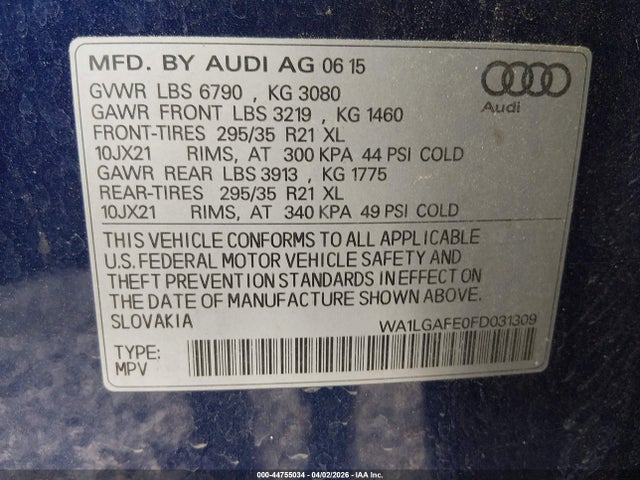 MFD. BY AUDI AG 06 15
Audi
GVWR LBS 6790 , KG 3080
GAWR FRONT LBS 3219 , KG 1460
FRONT-TIRES 295/35 R21 XL
10JX21 RIMS, AT 300 KPA 44 PSI COLD
GAWR REAR LBS 3913 , KG 1775
REAR-TIRES 295/35 R21 XL
10JX21 RIMS, AT 340 KPA 49 PSI COLD
THIS VEHICLE CONFORMS TO ALL APPLICABLE
U.S. FEDERAL MOTOR VEHICLE SAFETY AND
THEFT PREVENTION STANDARDS IN EFFECT ON
THE DATE OF MANUFACTURE SHOWN ABOVE.
SLOVAKIA WA1LGAFE0FD031309
TYPE:
MPV
000-44755034 - 04/02/2026 - IAA Inc.